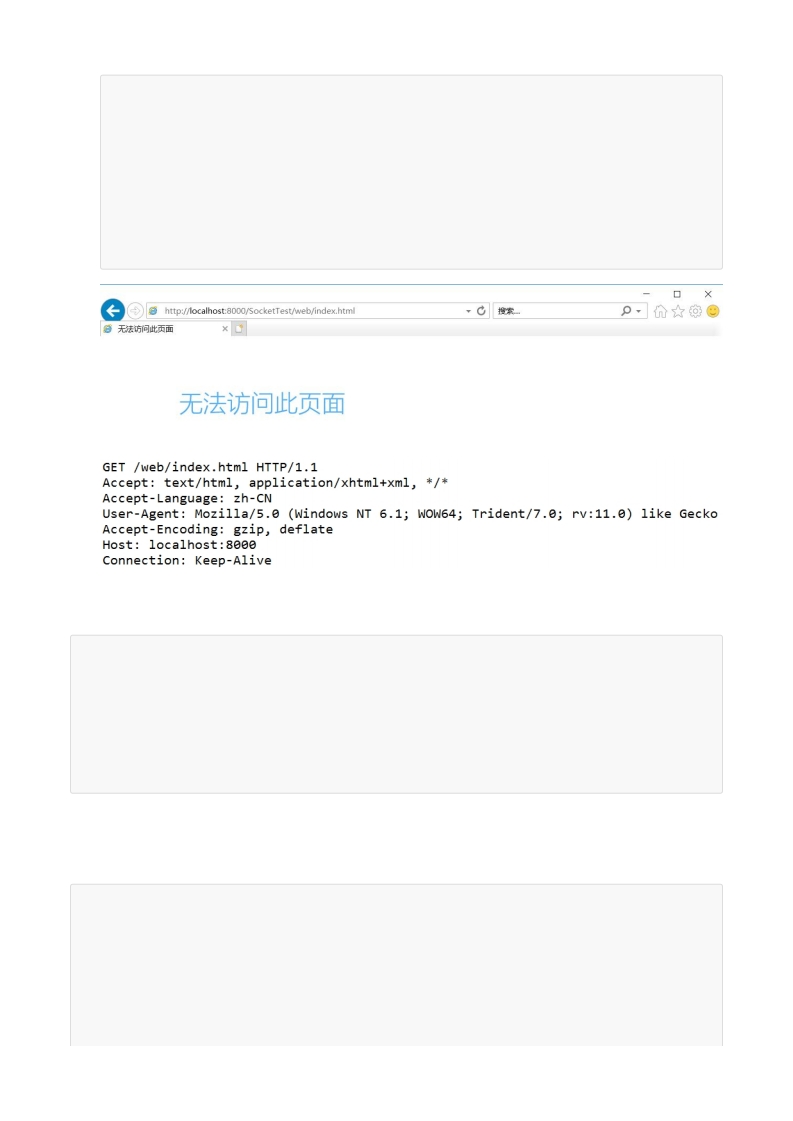 http://localhost:8000/SocketTest/web/index.html
搜索...
无法访问此页面
无法访问此页面
GET /web/index.html HTTP/1.1
Accept: text/html, application/xhtml+xml, */*
Accept-Language: zh-CN
User-Agent: Mozilla/5.0 (Windows NT 6.1; WOW64; Trident/7.0; rv:11.0) like Gecko
Accept-Encoding: gzip, deflate
Host: localhost:8000
Connection: Keep-Alive